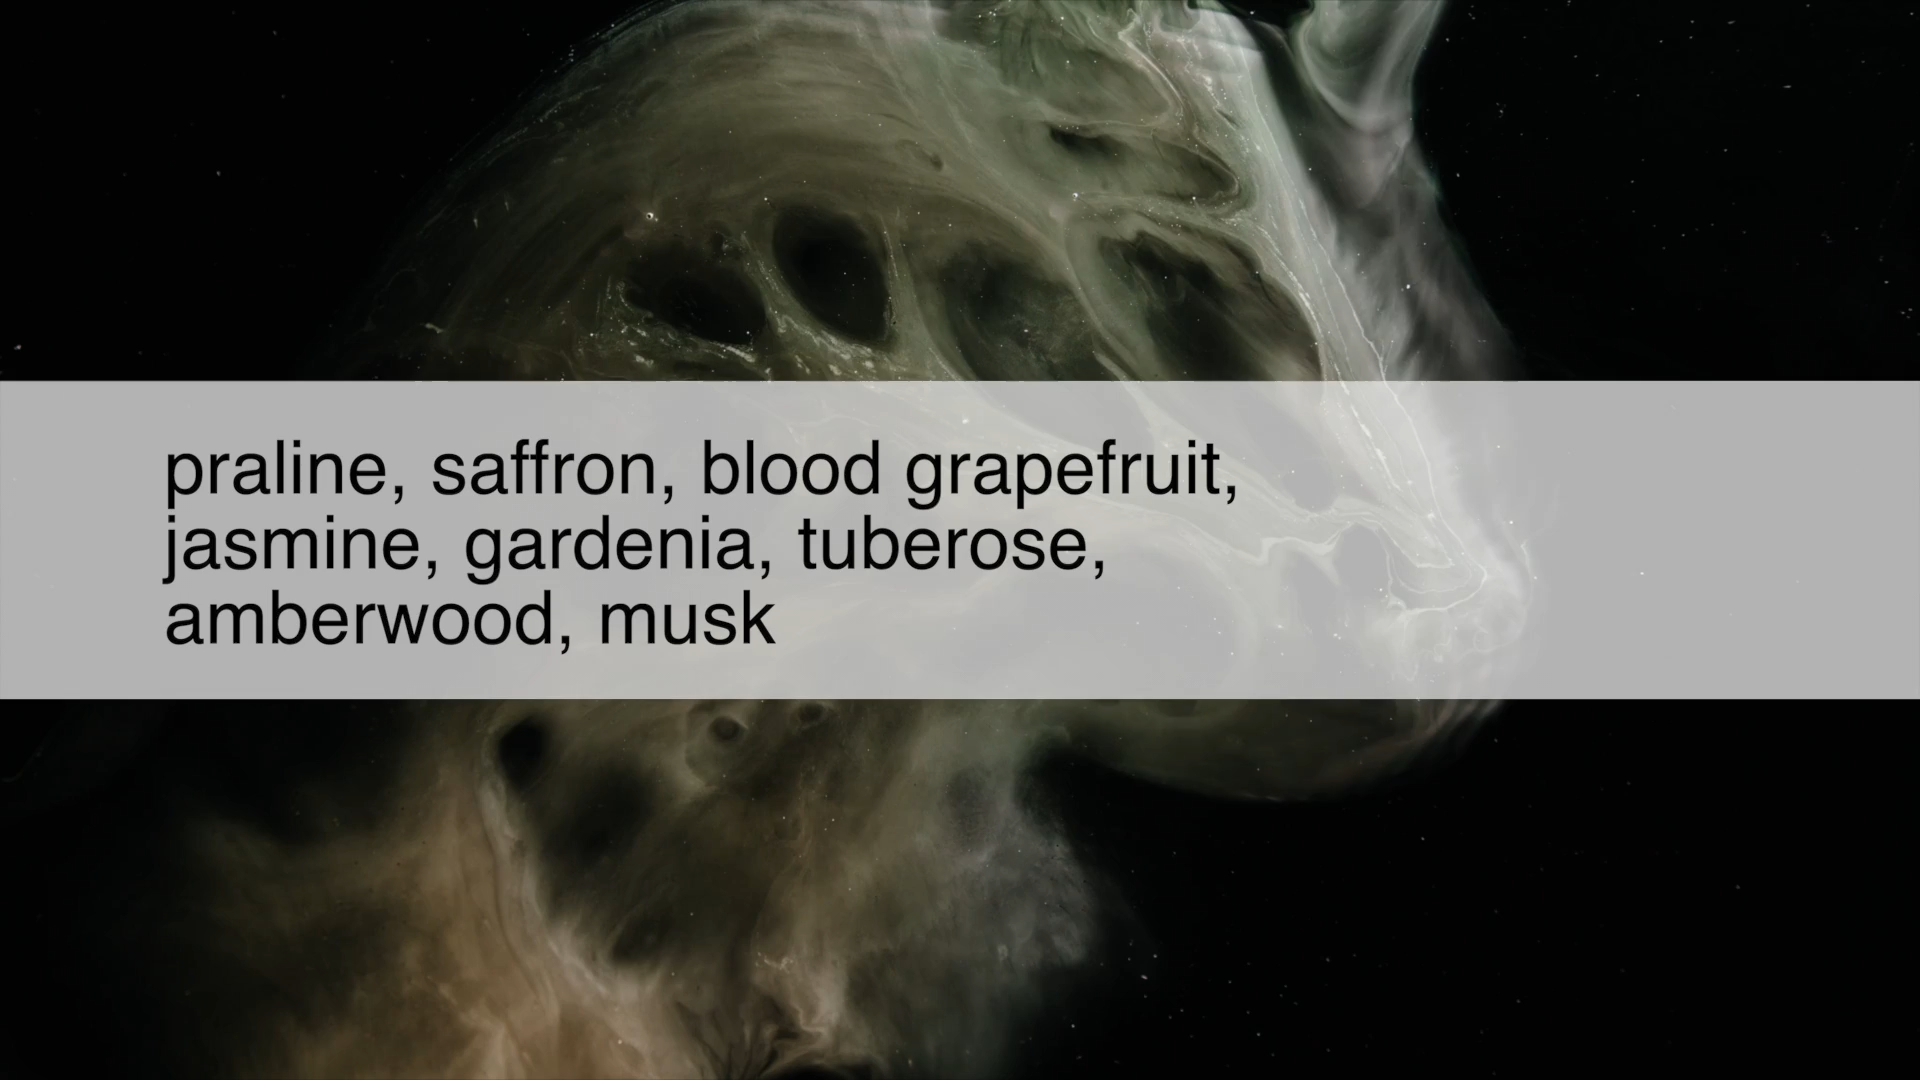 praline, saffron, blood grapefruit,
jasmine, gardenia, tuberose,
amberwood, musk